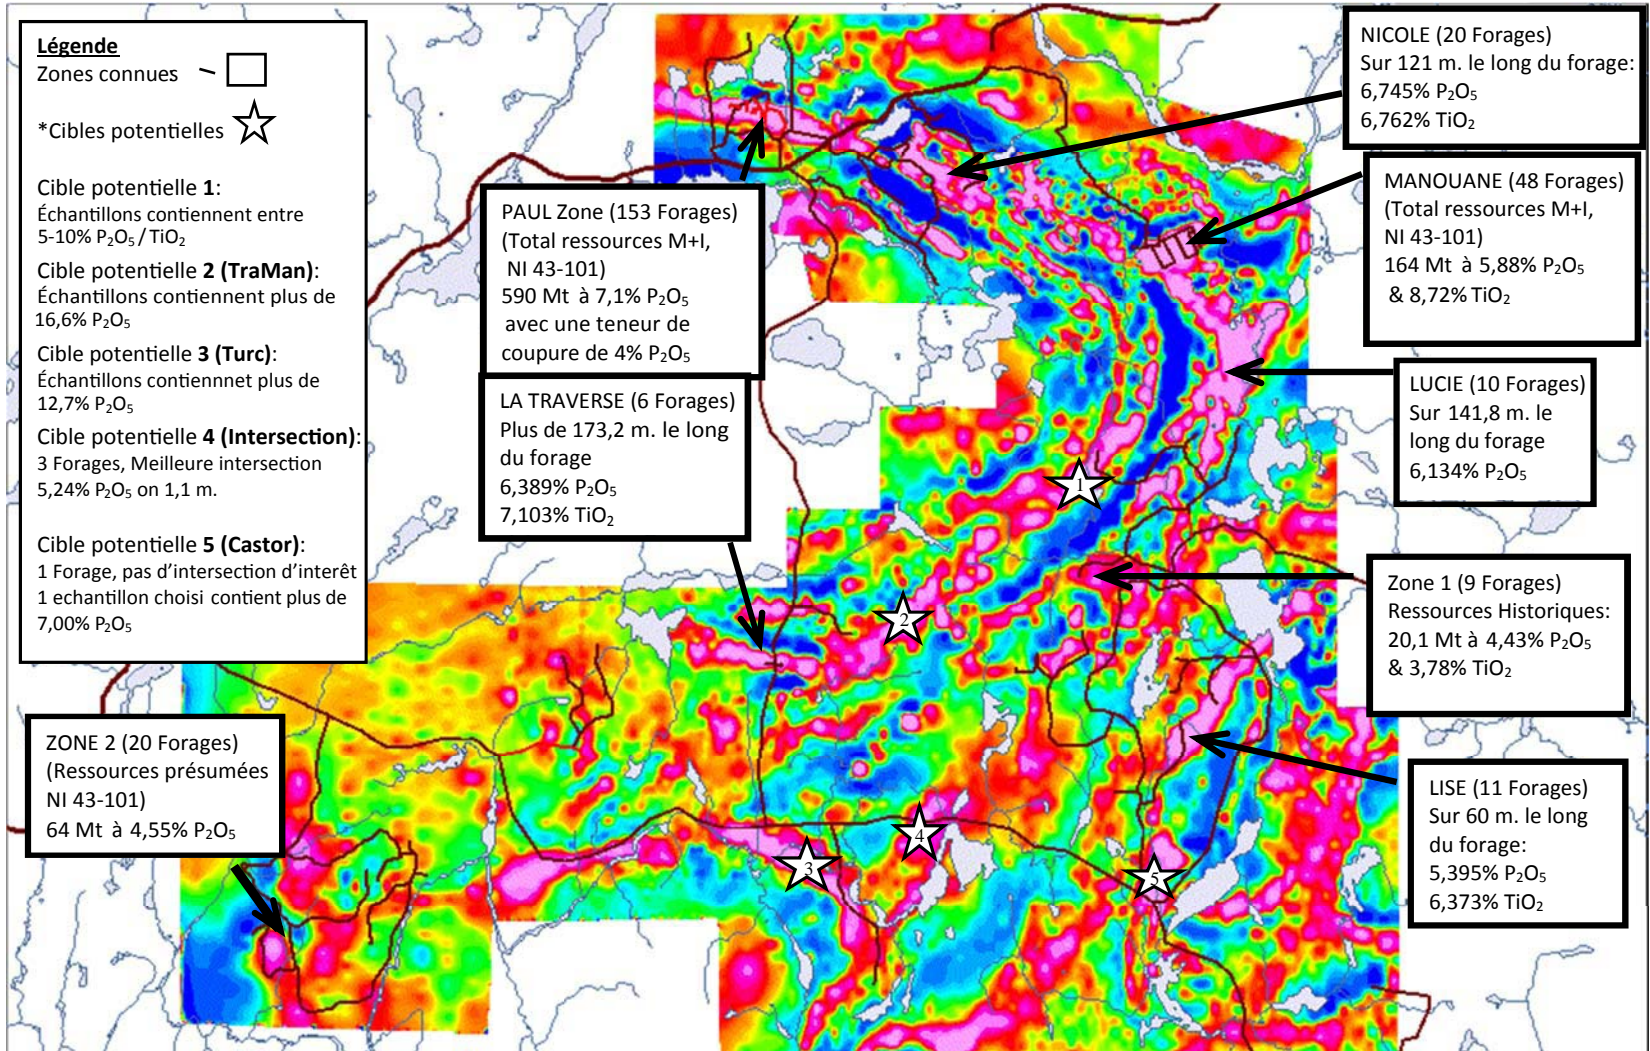 Légende
Zones connues
*Cibles potentielles
Cible potentielle 1:
Échantillons contiennent entre
5-10% P₂O₅ / TiO₂
Cible potentielle 2 (TraMan):
Échantillons contiennent plus de
16,6% P₂O₅
Cible potentielle 3 (Turc):
Échantillons contiennnet plus de
12,7% P₂O₅
Cible potentielle 4 (Intersection):
3 Forages, Meilleure intersection
5,24% P₂O₅ on 1,1 m.
Cible potentielle 5 (Castor):
1 Forage, pas d'intersection d'interêt
1 echantillon choisi contient plus de
7,00% P₂O₅
PAUL Zone (153 Forages)
(Total ressources M+I,
NI 43-101)
590 Mt à 7,1% P₂O₅
avec une teneur de
coupure de 4% P₂O₅
LA TRAVERSE (6 Forages)
Plus de 173,2 m. le long
du forage
6,389% P₂O₅
7,103% TiO₂
NICOLE (20 Forages)
Sur 121 m. le long du forage:
6,745% P₂O₅
6,762% TiO₂
MANOUANE (48 Forages)
(Total ressources M+I,
NI 43-101)
164 Mt à 5,88% P₂O₅
& 8,72% TiO₂
LUCIE (10 Forages)
Sur 141,8 m. le
long du forage
6,134% P₂O₅
Zone 1 (9 Forages)
Ressources Historiques:
20,1 Mt à 4,43% P₂O₅
& 3,78% TiO₂
LISE (11 Forages)
Sur 60 m. le long
du forage:
5,395% P₂O₅
6,373% TiO₂
ZONE 2 (20 Forages)
(Ressources présumées
NI 43-101)
64 Mt à 4,55% P₂O₅
1
2
3
4
5